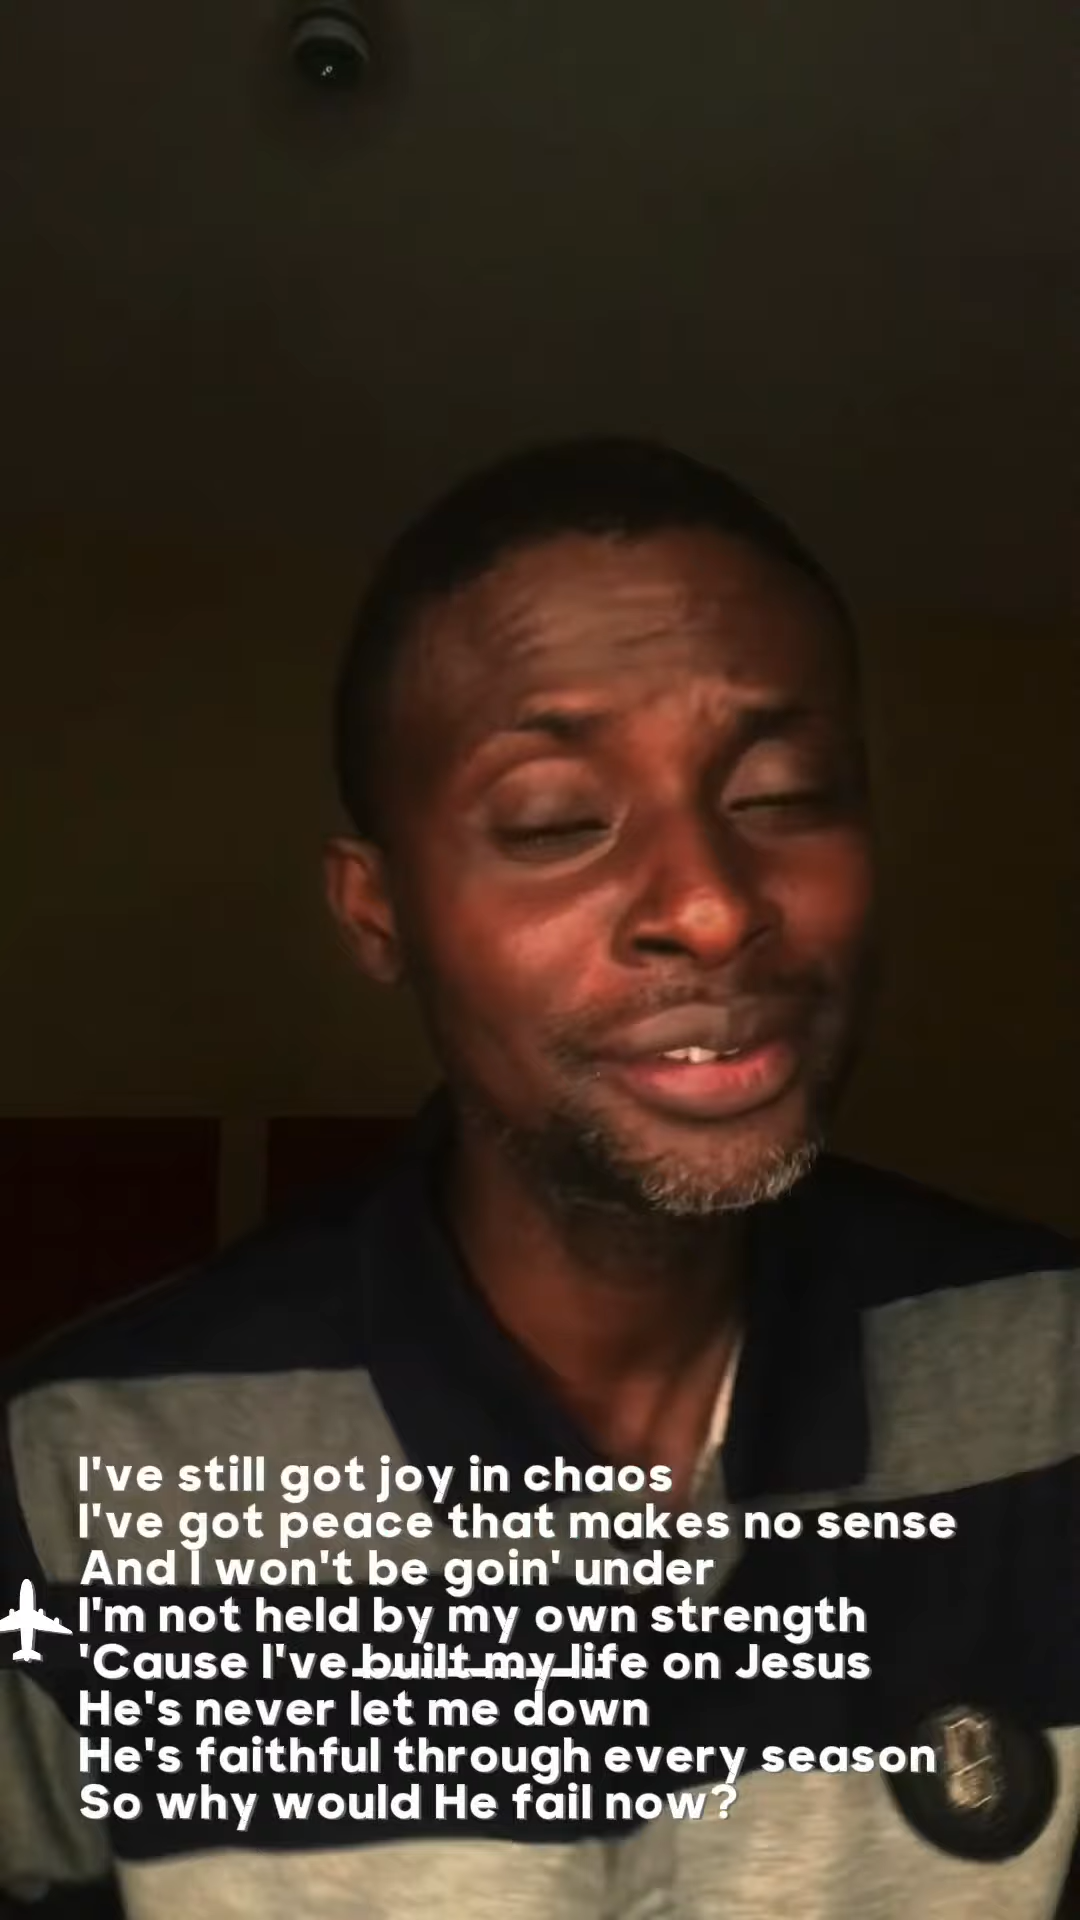 I've still got joy in chaos
I've got peace that makes no sense
And I won't be goin' under
I'm not held by my own strength
'Cause I've built my life on Jesus
He's never let me down
He's faithful through every season
So why would He fail now?